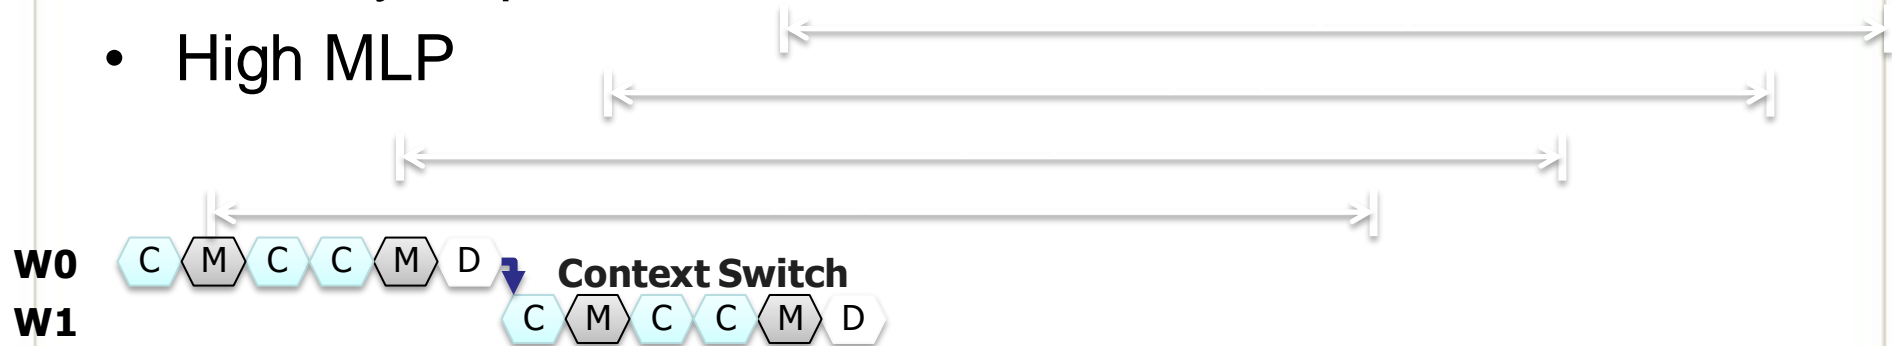 • High MLP
W0 C M C C M D
Context Switch
W1 C M C C M D